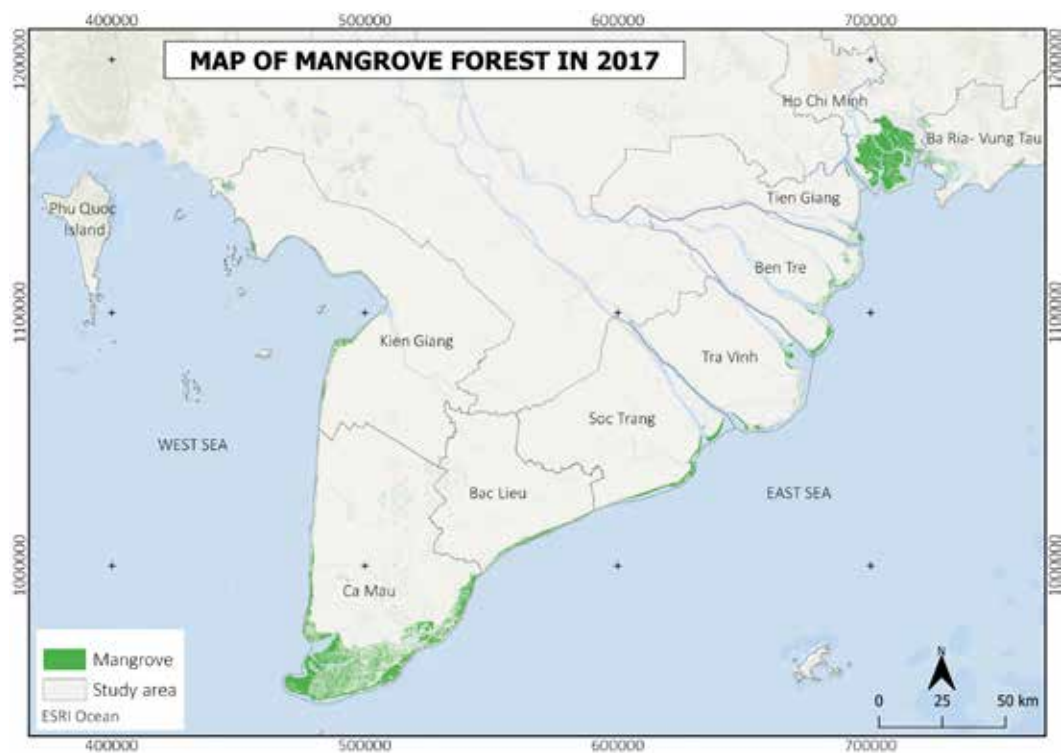 400000 500000 600000 700000
1200000
1200000
MAP OF MANGROVE FOREST IN 2017
Ho Chi Minh
Ba Ria- Vung Tau
Tien Giang
Phu Quoc
Island
Ben Tre
1100000
1100000
Kien Giang
Tra Vinh
Soc Trang
WEST SEA
EAST SEA
Bac Lieu
1000000
1000000
Ca Mau
Mangrove
Study area
ESRI Ocean
N
0 25 50 km
400000 500000 600000 700000